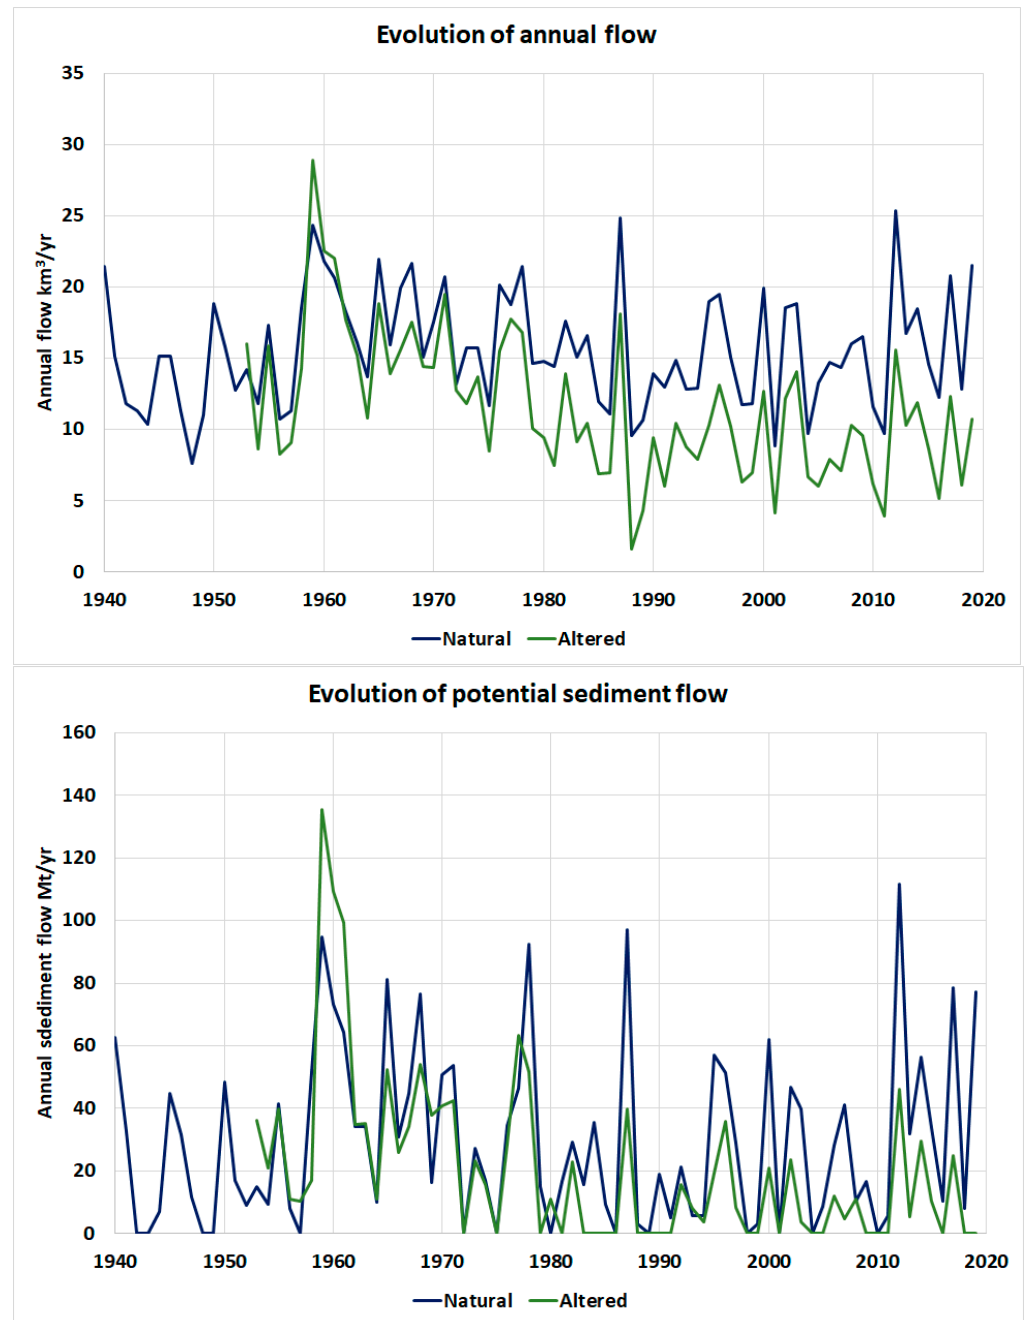 Evolution of annual flow
Annual flow km³/yr
35
30
25
20
15
10
5
0
1940 1950 1960 1970 1980 1990 2000 2010 2020
Natural Altered
Evolution of potential sediment flow
Annual sdediment flow Mt/yr
160
140
120
100
80
60
40
20
0
1940 1950 1960 1970 1980 1990 2000 2010 2020
Natural Altered